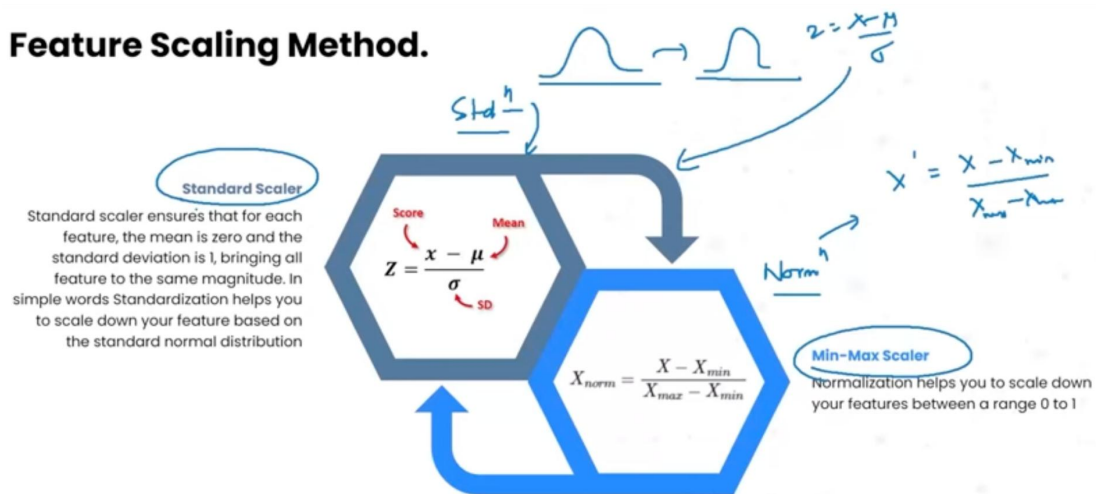 Feature Scaling Method.
z = x-μ
σ
Stdⁿ
Standard Scaler
Standard scaler ensures that for each
feature, the mean is zero and the
standard deviation is 1, bringing all
feature to the same magnitude. In
simple words Standardization helps you
to scale down your feature based on
the standard normal distribution
Score
Mean
Z = x − μ
σ
SD
x' = x - xmin
xmax - xmin
Normⁿ
Min-Max Scaler
Normalization helps you to scale down
your features between a range 0 to 1
Xnorm = X − Xmin
Xmax − Xmin